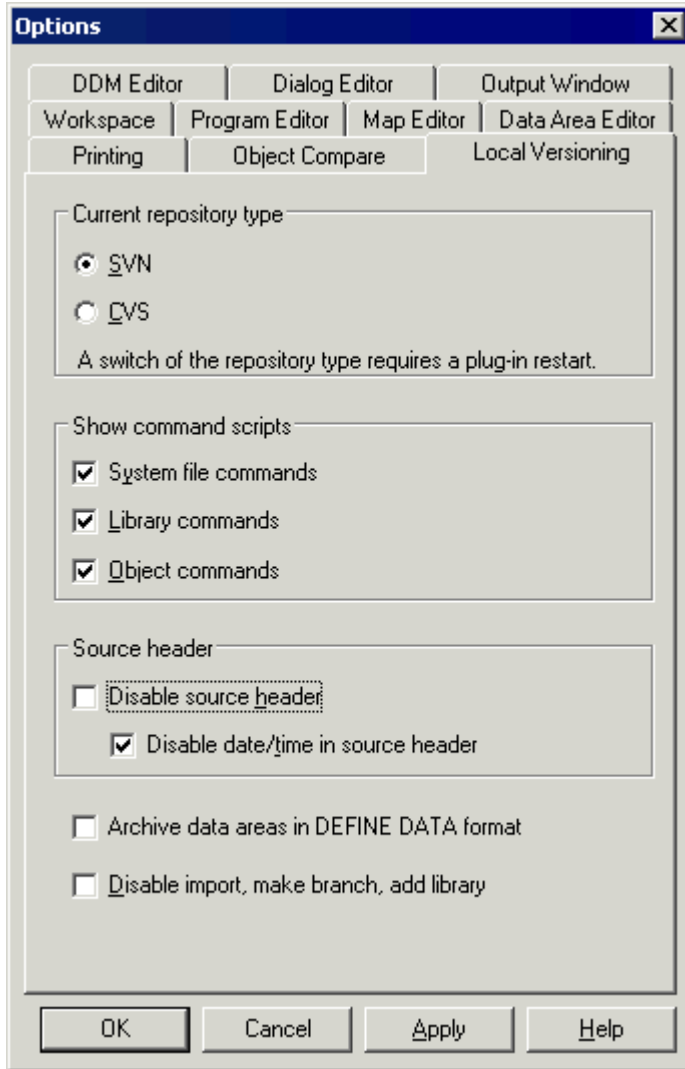 Options
DDM Editor Dialog Editor Output Window
Workspace Program Editor Map Editor Data Area Editor
Printing Object Compare Local Versioning
Current repository type
SVN
CVS
A switch of the repository type requires a plug-in restart.
Show command scripts
System file commands
Library commands
Object commands
Source header
Disable source header
Disable date/time in source header
Archive data areas in DEFINE DATA format
Disable import, make branch, add library
OK Cancel Apply Help